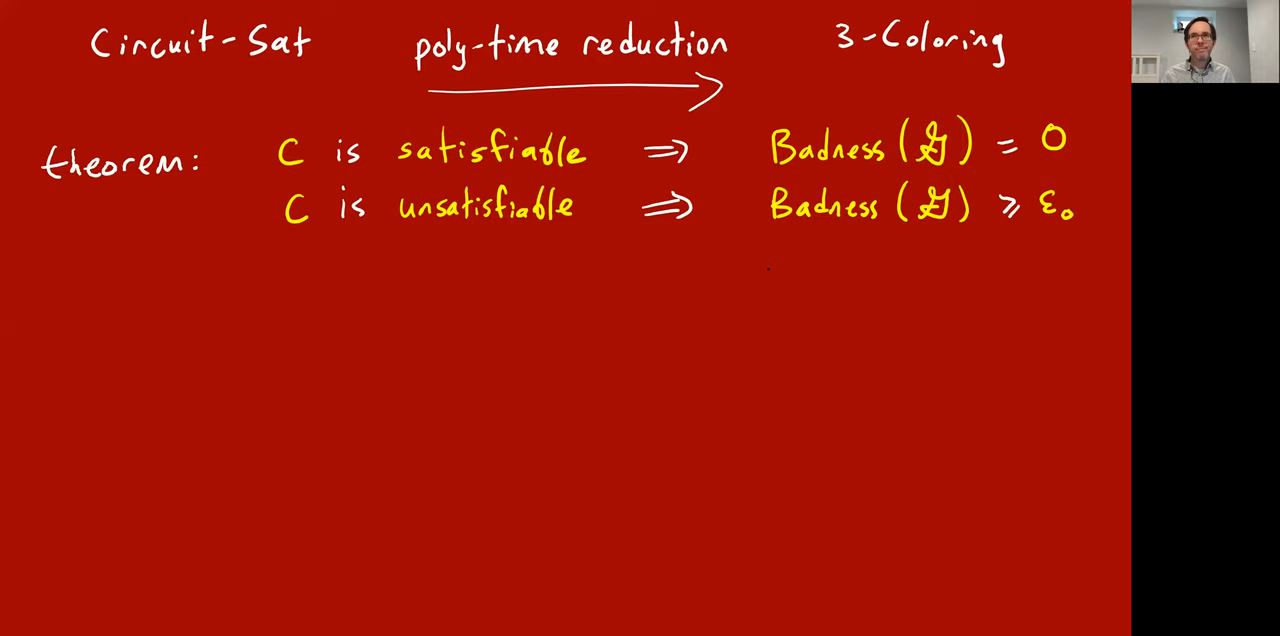 Circuit-Sat poly-time reduction 3-Coloring
theorem: C is satisfiable ⇒ Badness (𝒢) = 0
C is unsatisfiable ⇒ Badness (𝒢) ⩾ ε₀